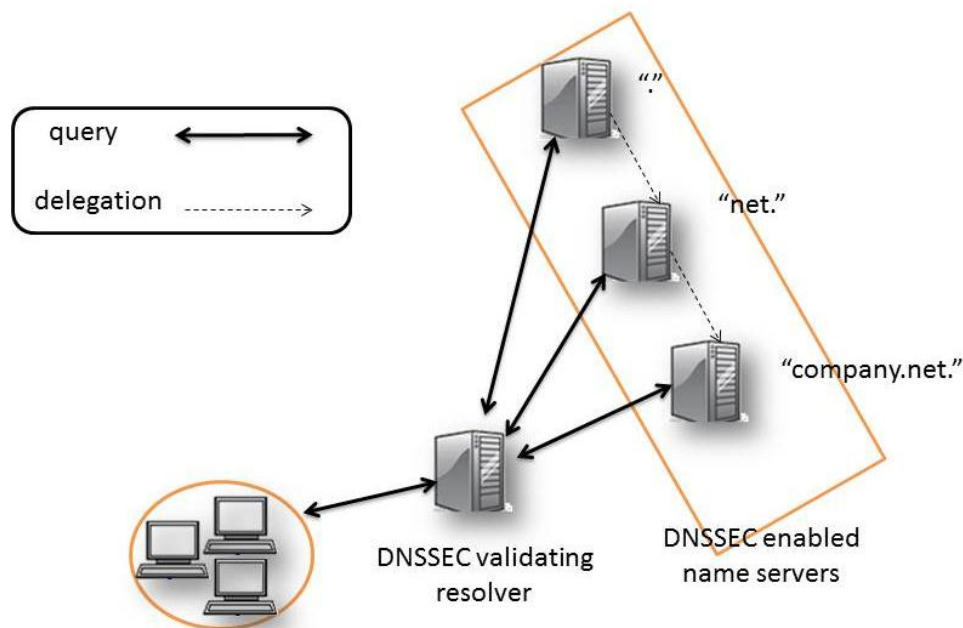 “.”
query
delegation
“net.”
“company.net.”
DNSSEC validating
resolver
DNSSEC enabled
name servers